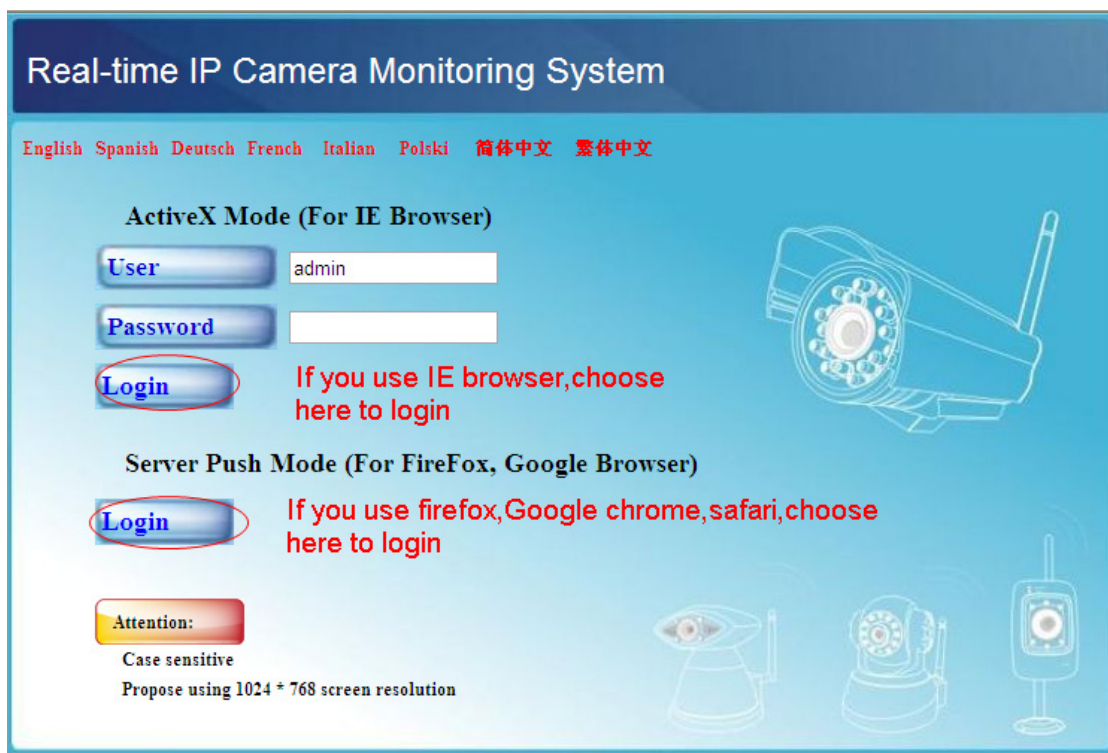 Real-time IP Camera Monitoring System
English Spanish Deutsch French Italian Polski 简体中文 繁体中文
ActiveX Mode (For IE Browser)
User admin
Password
Login
If you use IE browser,choose
here to login
Server Push Mode (For FireFox, Google Browser)
Login
If you use firefox,Google chrome,safari,choose
here to login
Attention:
Case sensitive
Propose using 1024 * 768 screen resolution